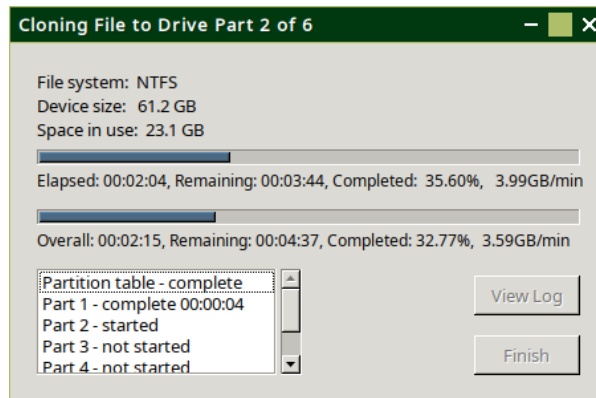 Cloning File to Drive Part 2 of 6
File system: NTFS
Device size: 61.2 GB
Space in use: 23.1 GB
Elapsed: 00:02:04, Remaining: 00:03:44, Completed: 35.60%, 3.99GB/min
Overall: 00:02:15, Remaining: 00:04:37, Completed: 32.77%, 3.59GB/min
Partition table - complete
Part 1 - complete 00:00:04
Part 2 - started
Part 3 - not started
Part 4 - not started
View Log
Finish